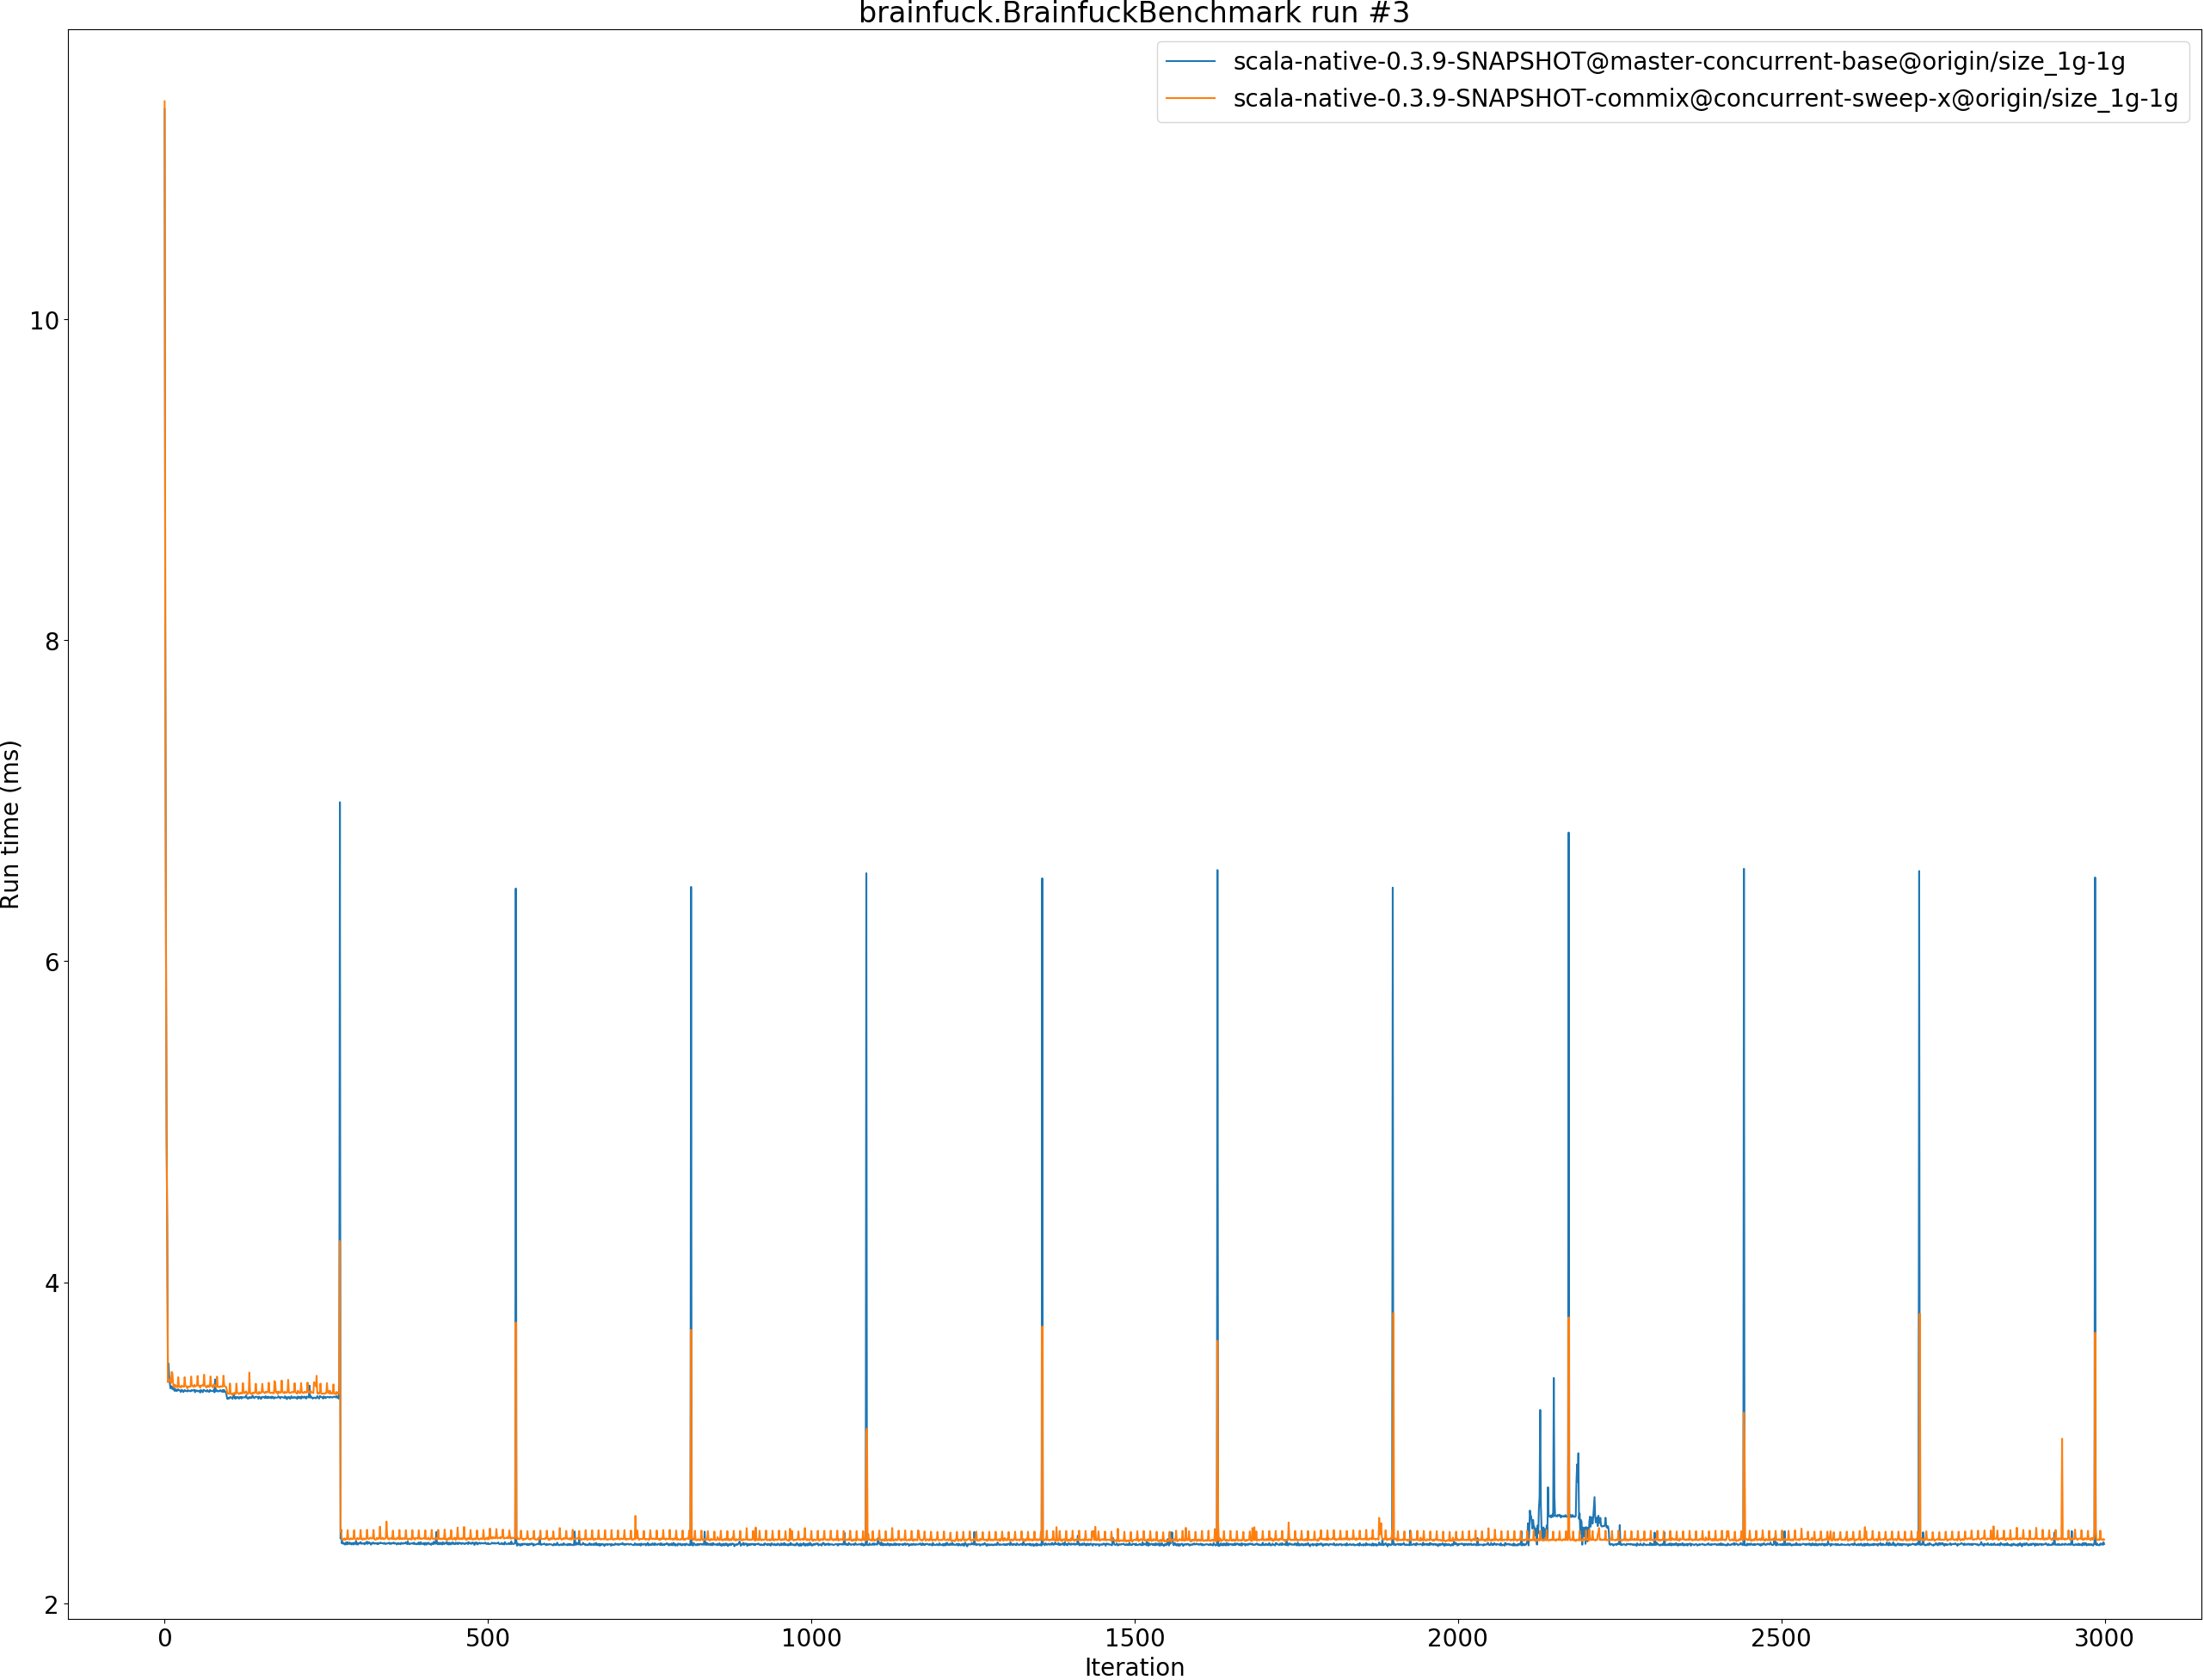 brainfuck.BrainfuckBenchmark run #3
scala-native-0.3.9-SNAPSHOT@master-concurrent-base@origin/size_1g-1g
scala-native-0.3.9-SNAPSHOT-commix@concurrent-sweep-x@origin/size_1g-1g
10
8
6
4
2
Run time (ms)
0 500 1000 1500 2000 2500 3000
Iteration